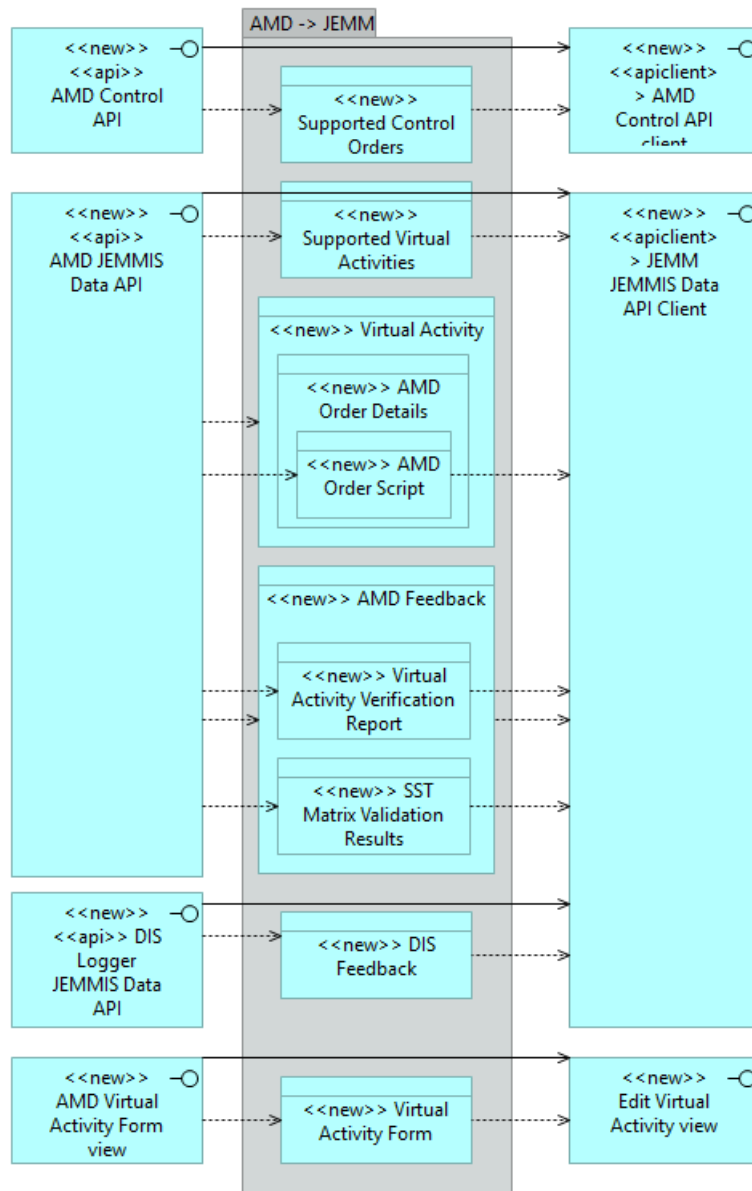 AMD -> JEMM
<<new>>
<<api>>
AMD Control
API
<<new>>
Supported Control
Orders
<<new>>
<<apiclient>
> AMD
Control API
client
<<new>>
<<api>>
AMD JEMMIS
Data API
<<new>>
Supported Virtual
Activities
<<new>>
<<apiclient>
> JEMM
JEMMIS Data
API Client
<<new>> Virtual Activity
<<new>> AMD
Order Details
<<new>> AMD
Order Script
<<new>> AMD Feedback
<<new>> Virtual
Activity Verification
Report
<<new>> SST
Matrix Validation
Results
<<new>>
<<api>> DIS
Logger
JEMMIS Data
API
<<new>> DIS
Feedback
<<new>>
AMD Virtual
Activity Form
view
<<new>> Virtual
Activity Form
<<new>>
Edit Virtual
Activity view